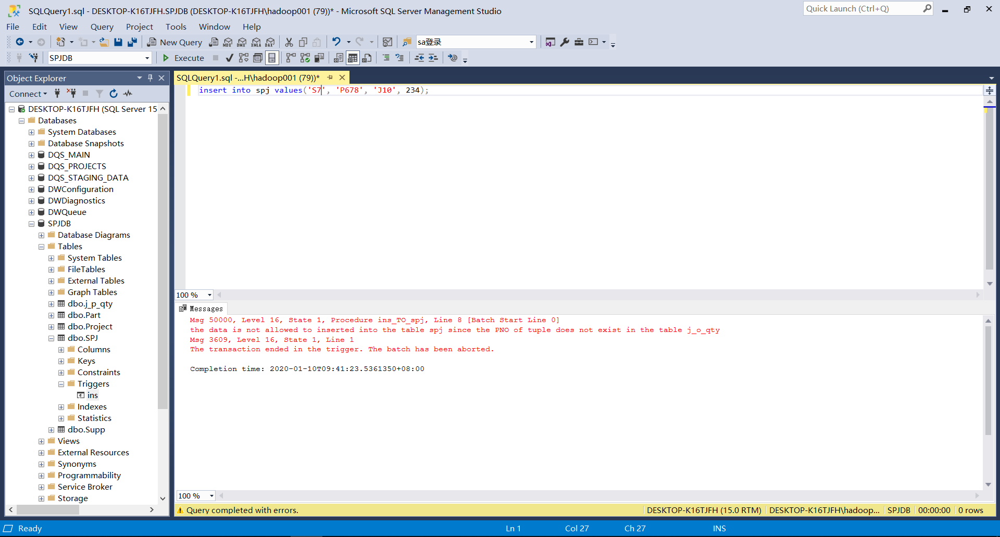 SQLQuery1.sql - DESKTOP-K16TJFH.SPJDB (DESKTOP-K16TJFH\hadoop001 (79))* - Microsoft SQL Server Management Studio
Quick Launch (Ctrl+Q)
File Edit View Query Project Tools Window Help
New Query MDX DMX XMLA DAX sa登录
SPJDB Execute
Object Explorer
SQLQuery1.sql -...H\hadoop001 (79))*
Connect
insert into spj values('S7', 'P678', 'J10', 234);
DESKTOP-K16TJFH (SQL Server 15
Databases
System Databases
Database Snapshots
DQS_MAIN
DQS_PROJECTS
DQS_STAGING_DATA
DWConfiguration
DWDiagnostics
DWQueue
SPJDB
Database Diagrams
Tables
System Tables
FileTables
External Tables
Graph Tables
dbo.j_p_qty
dbo.Part
dbo.Project
dbo.SPJ
Columns
Keys
Constraints
Triggers
ins
Indexes
Statistics
dbo.Supp
Views
External Resources
Synonyms
Programmability
Service Broker
Storage
100 %
Messages
Msg 50000, Level 16, State 1, Procedure ins_TO_spj, Line 8 [Batch Start Line 0]
the data is not allowed to inserted into the table spj since the PNO of tuple does not exist in the table j_o_qty
Msg 3609, Level 16, State 1, Line 1
The transaction ended in the trigger. The batch has been aborted.
Completion time: 2020-01-10T09:41:23.5361350+08:00
100 %
Query completed with errors. DESKTOP-K16TJFH (15.0 RTM) DESKTOP-K16TJFH\hadoop... SPJDB 00:00:00 0 rows
Ready Ln 1 Col 27 Ch 27 INS